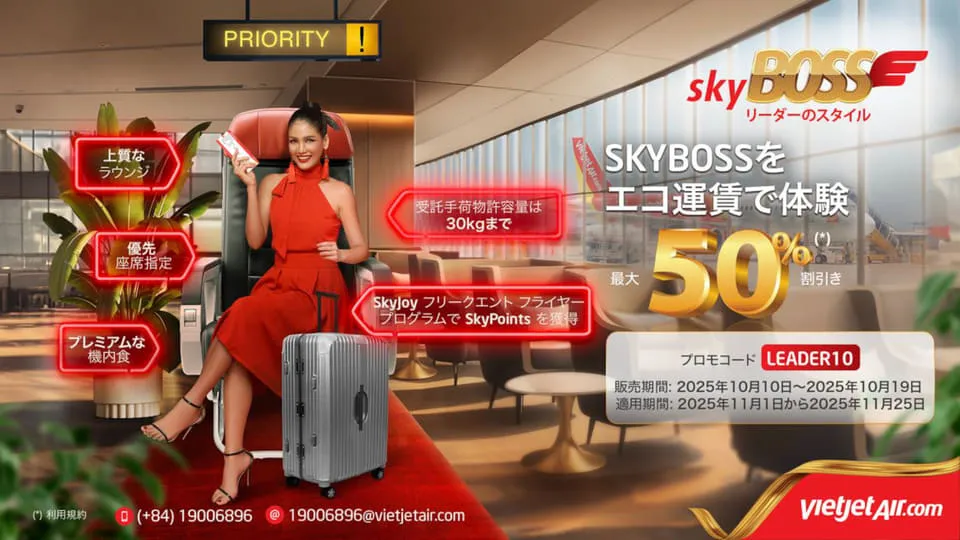 PRIORITY !
skyBOSS
リーダーのスタイル
上質な
ラウンジ
優先
座席指定
プレミアムな
機内食
受託手荷物許容量は
30kgまで
SkyJoy フリークエント フライヤー
プログラムで SkyPoints を獲得
vietjetair.com
SKYBOSSを
エコ運賃で体験
最大 50% (*) 割引き
プロモコード LEADER10
販売期間: 2025年10月10日～2025年10月19日
適用期間: 2025年11月1日から2025年11月25日
(*) 利用規約
(+84) 19006896
@ 19006896@vietjetair.com
vietjetAir.com